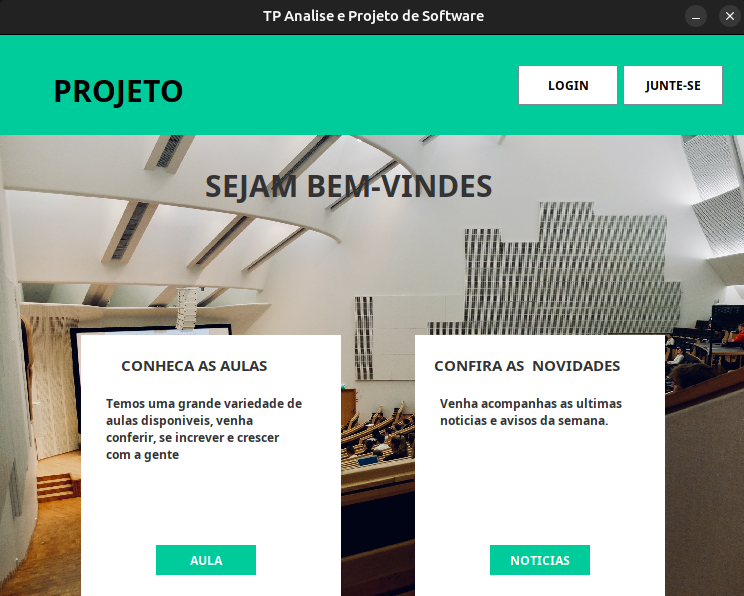 TP Analise e Projeto de Software
PROJETO
LOGIN
JUNTE-SE
SEJAM BEM-VINDES
CONHECA AS AULAS
Temos uma grande variedade de
aulas disponiveis, venha
conferir, se increver e crescer
com a gente
AULA
CONFIRA AS  NOVIDADES
Venha acompanhas as ultimas
noticias e avisos da semana.
NOTICIAS